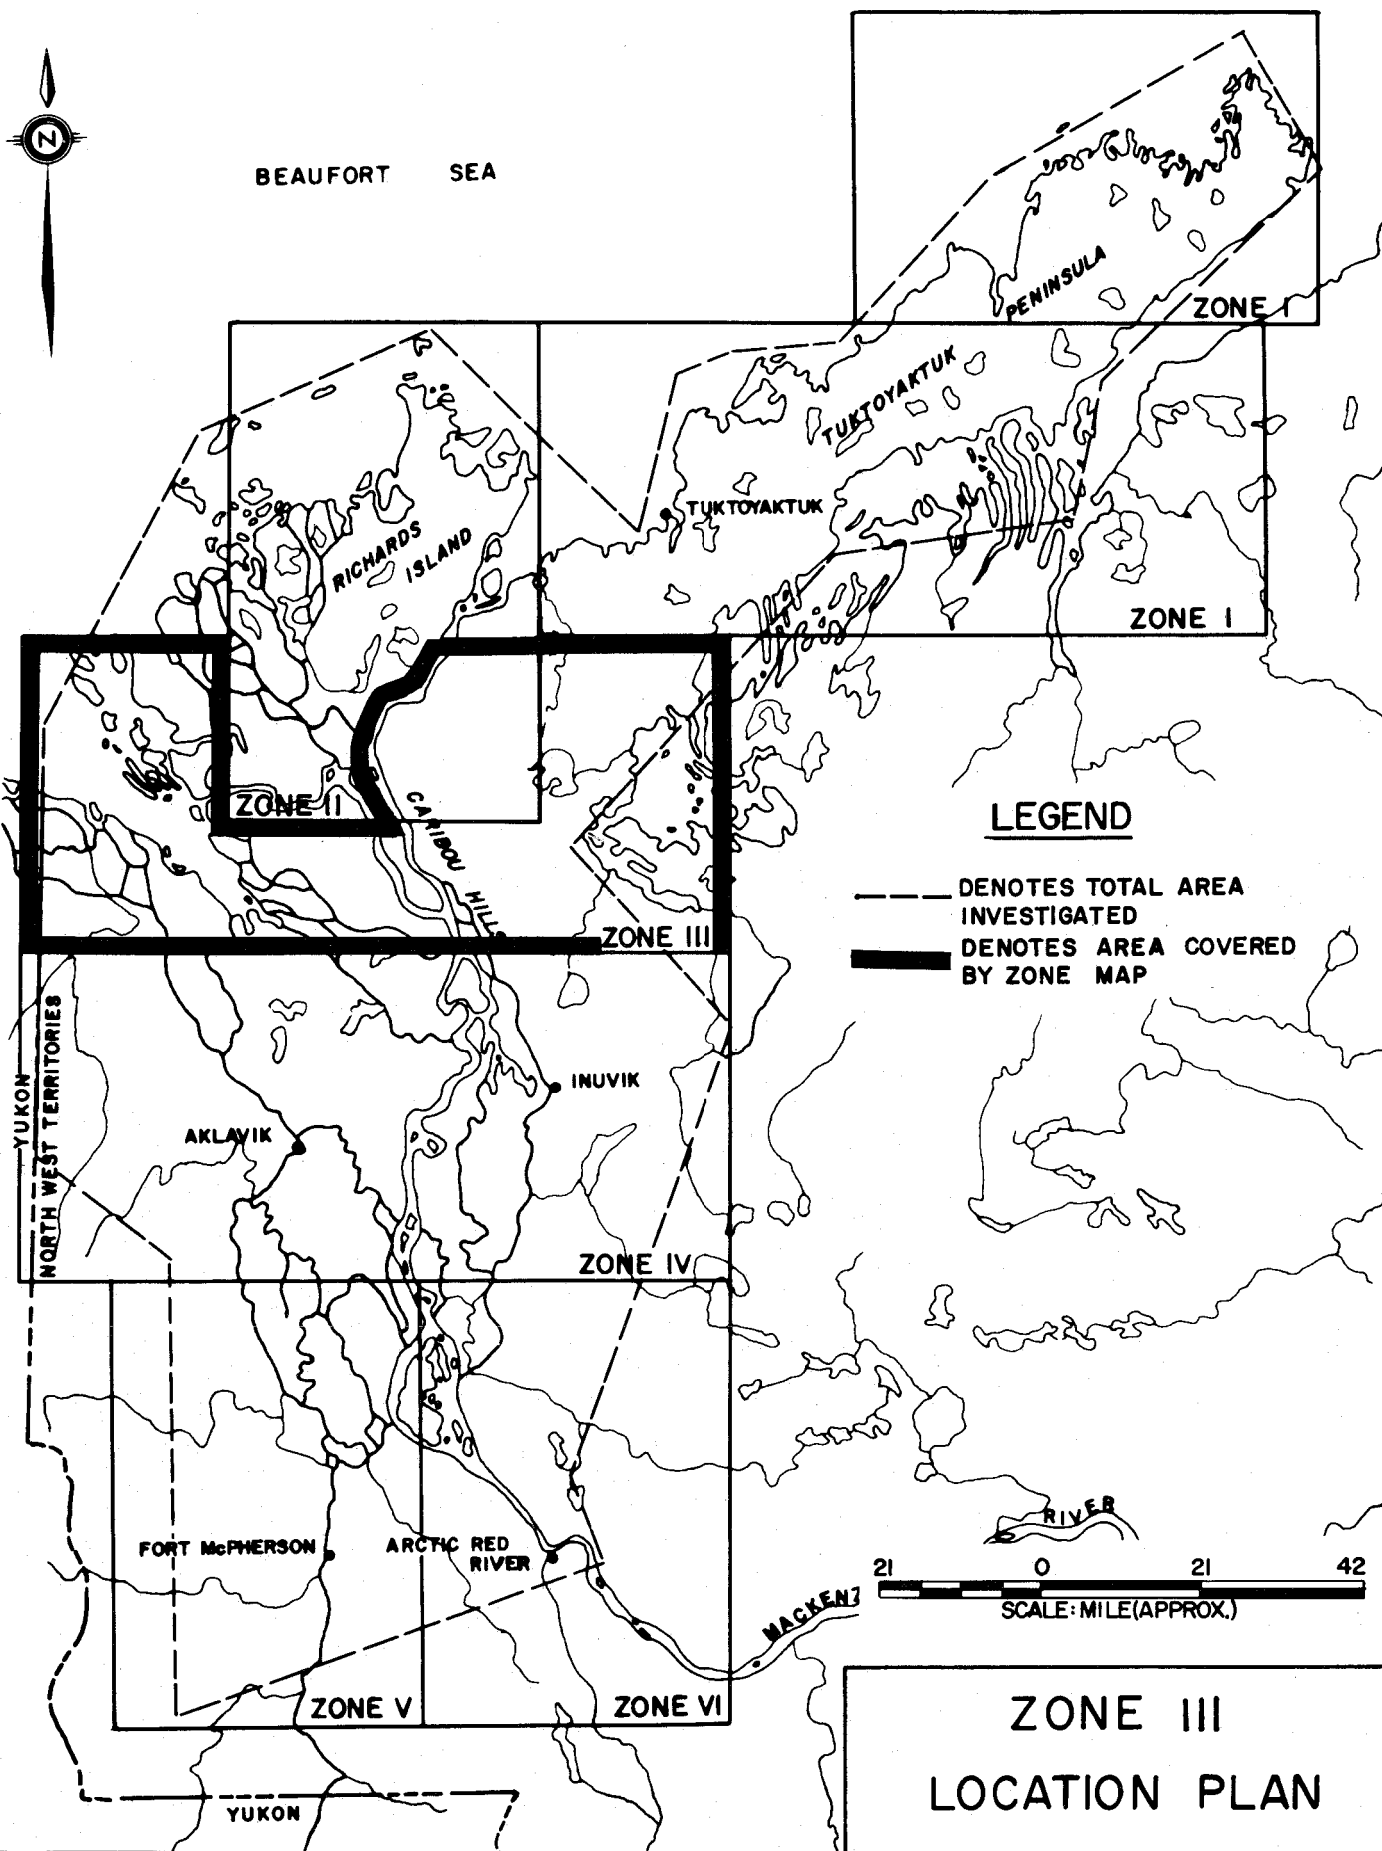 N
BEAUFORT SEA
ZONE I
PENINSULA
TUKTOYAKTUK
TUKTOYAKTUK
RICHARDS
ISLAND
ZONE I
ZONE II
CARIBOU HILLS
ZONE III
LEGEND
DENOTES TOTAL AREA
INVESTIGATED
DENOTES AREA COVERED
BY ZONE MAP
YUKON
NORTH WEST TERRITORIES
INUVIK
AKLAVIK
ZONE IV
FORT McPHERSON
ARCTIC RED
RIVER
RIVER
MACKENZ
21 0 21 42
SCALE: MILE (APPROX.)
ZONE V
ZONE VI
YUKON
ZONE III
LOCATION PLAN